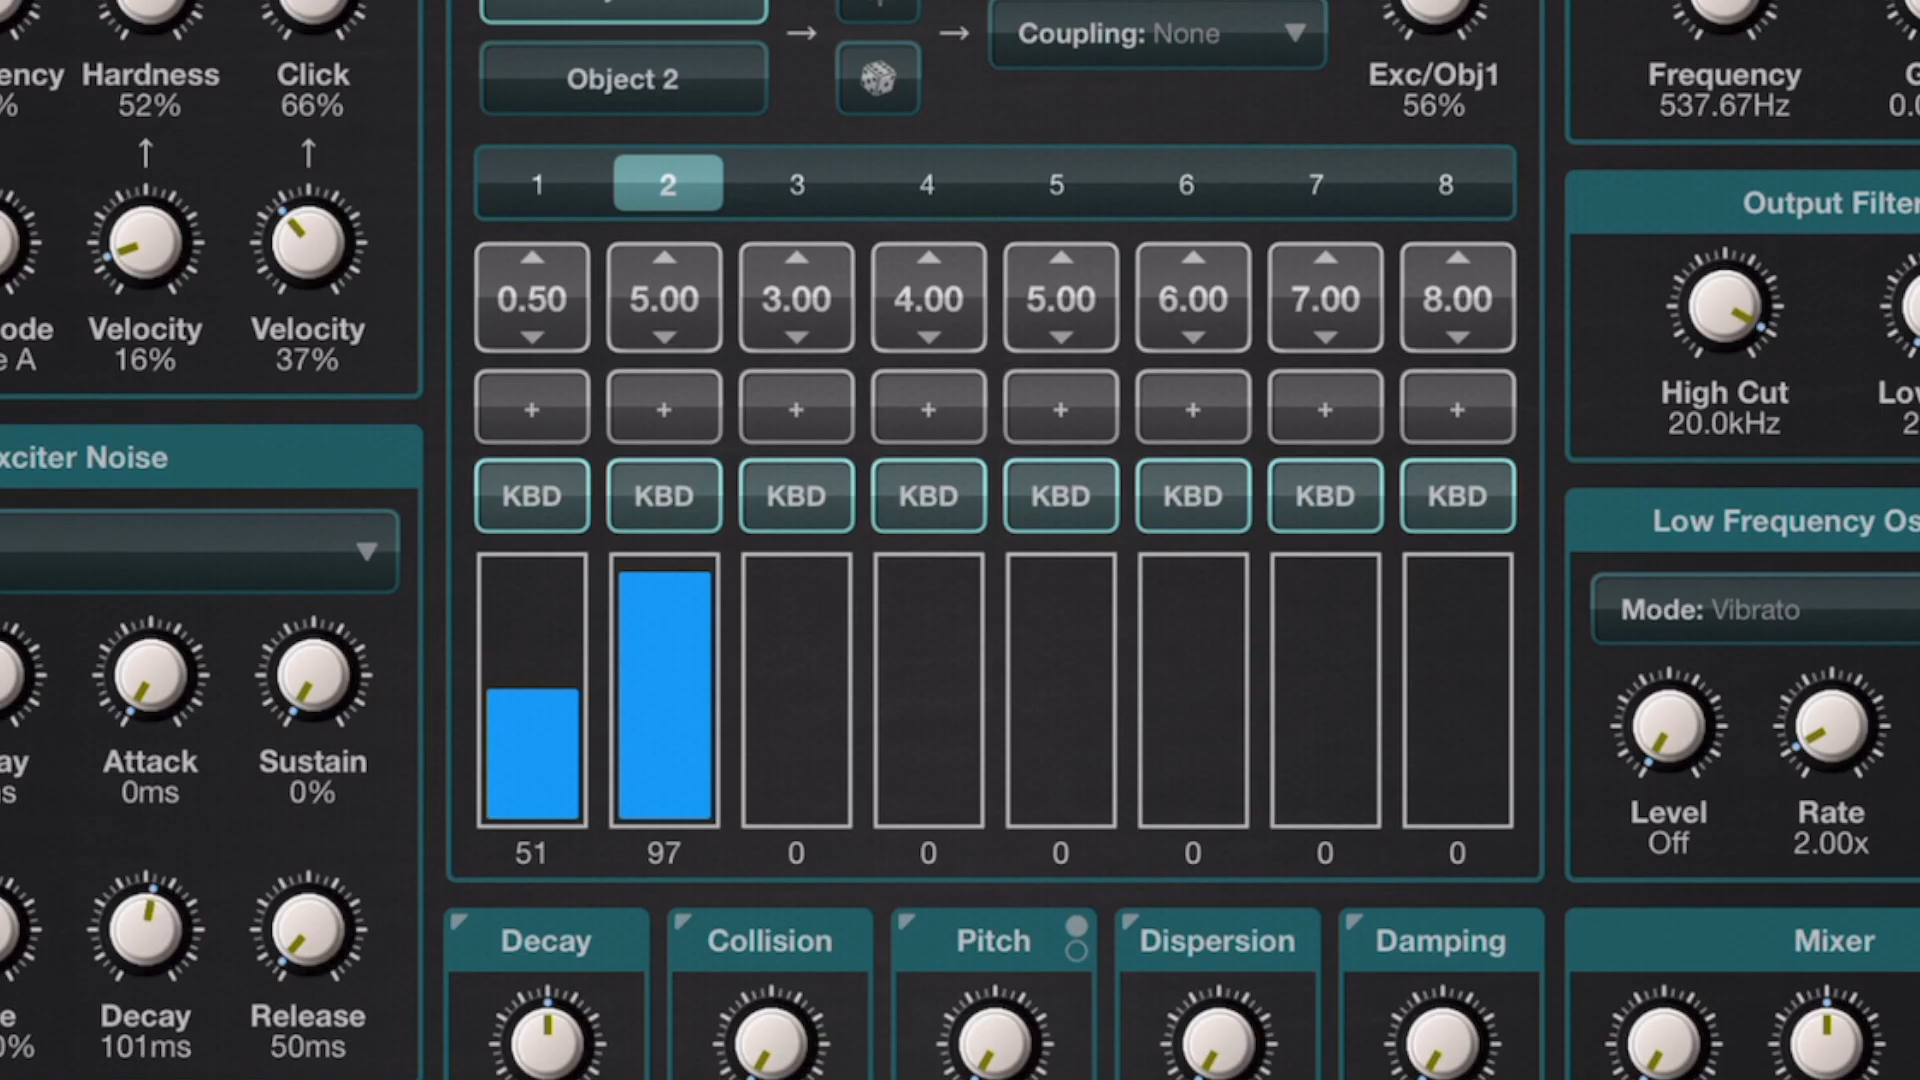 Hardness
52%
Click
66%
Velocity
16%
Velocity
37%
e A
xciter Noise
Attack
0ms
Sustain
0%
Decay
101ms
Release
50ms
Object 2
Coupling: None
Exc/Obj1
56%
1 2 3 4 5 6 7 8
0.50 5.00 3.00 4.00 5.00 6.00 7.00 8.00
+ + + + + + + +
KBD KBD KBD KBD KBD KBD KBD KBD
51 97 0 0 0 0 0 0
Decay
Collision
Pitch
Dispersion
Damping
Frequency
537.67Hz
Output Filter
High Cut
20.0kHz
Low Frequency Os
Mode: Vibrato
Level
Off
Rate
2.00x
Mixer